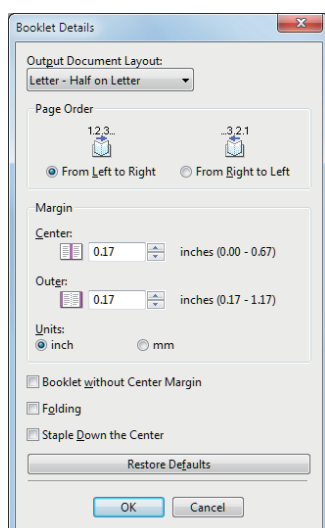 Booklet Details
Output Document Layout:
Letter - Half on Letter
Page Order
1.2,3... ...3,2.1
From Left to Right From Right to Left
Margin
Center:
0.17 inches (0.00 - 0.67)
Outer:
0.17 inches (0.17 - 1.17)
Units:
inch mm
Booklet without Center Margin
Folding
Staple Down the Center
Restore Defaults
OK Cancel